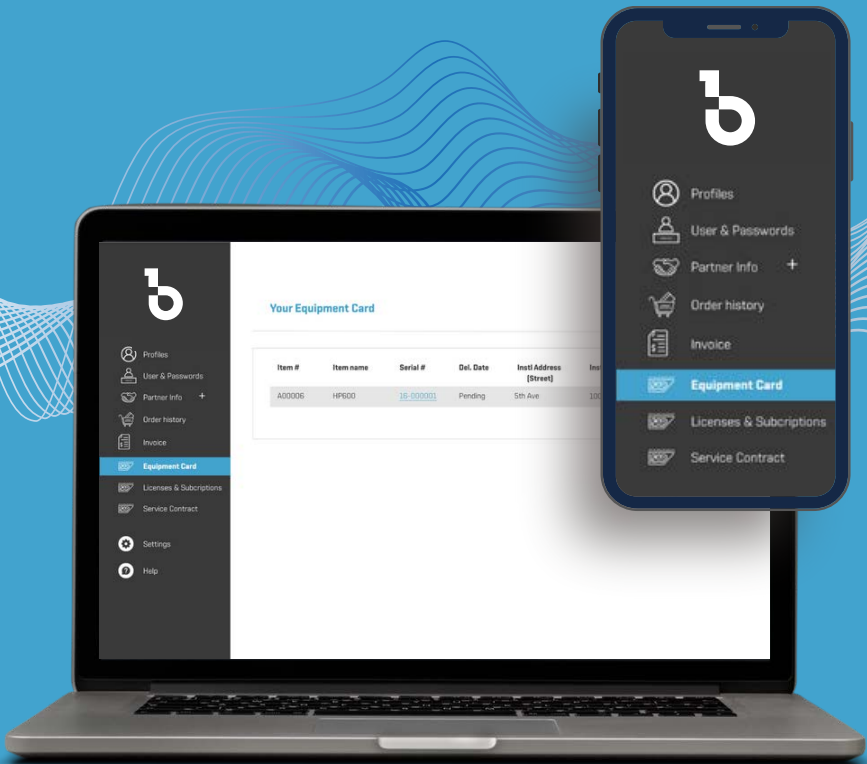 Profiles
User & Passwords
Partner Info +
Order history
Invoice
Equipment Card
Licenses & Subcriptions
Service Contract
Settings
Help
Your Equipment Card
Item # Item name Serial # Del. Date Instl Address
[Street]
A00006 HP600 16-000001 Pending 5th Ave
Profiles
User & Passwords
Partner Info +
Order history
Invoice
Equipment Card
Licenses & Subcriptions
Service Contract